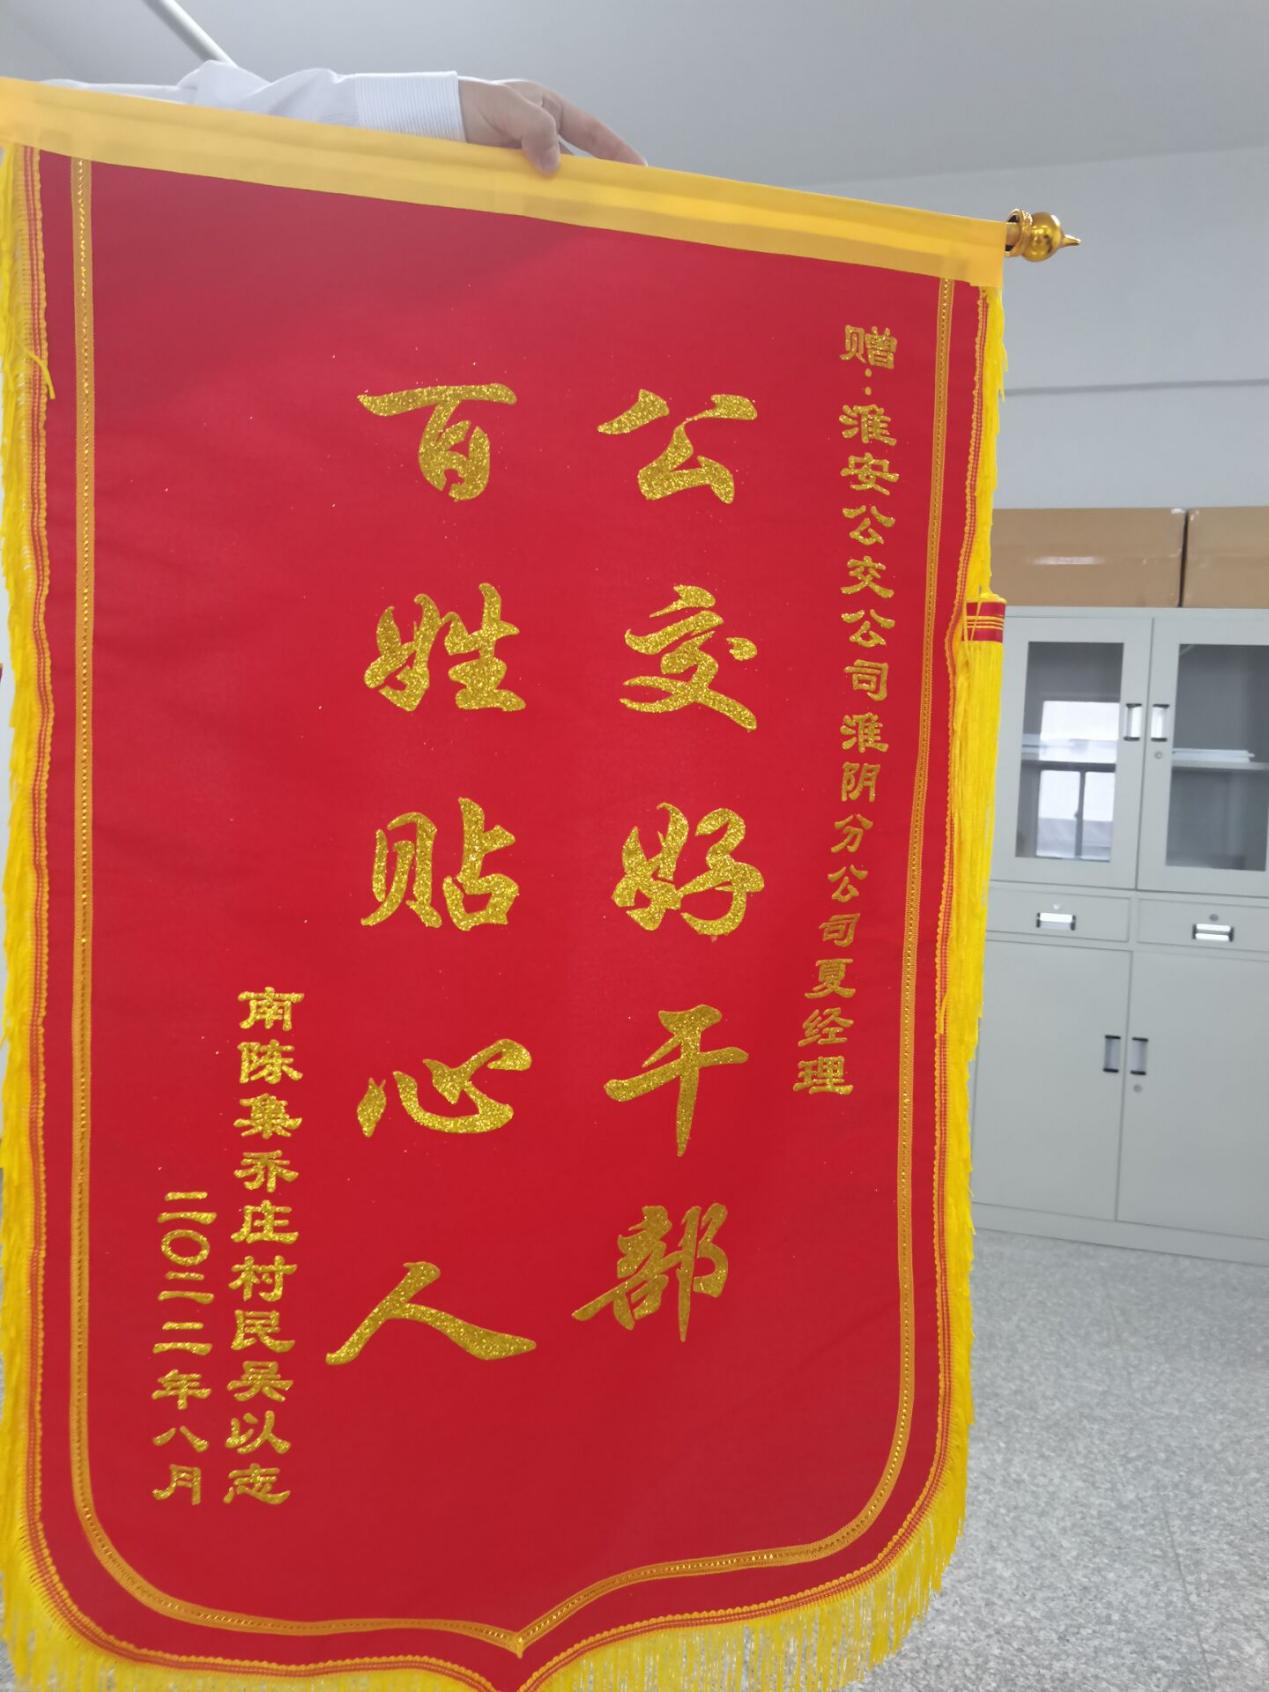 赠:淮安公交公司淮阴分公司夏经理
公交好干部
百姓贴心人
南陈集乔庄村民吴以志
二〇二二年八月